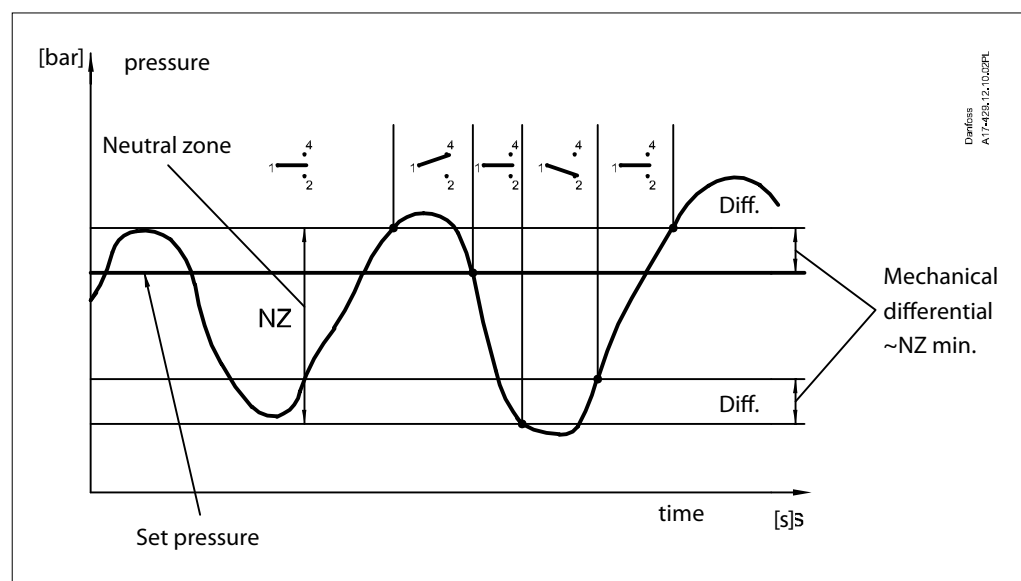 [bar]
pressure
Danfoss
A17-429.12.10.02PL
Neutral zone
4
1
2
4
1
2
4
1
2
4
1
2
4
1
2
Diff.
NZ
Mechanical
differential
~NZ min.
Diff.
time
[s]s
Set pressure